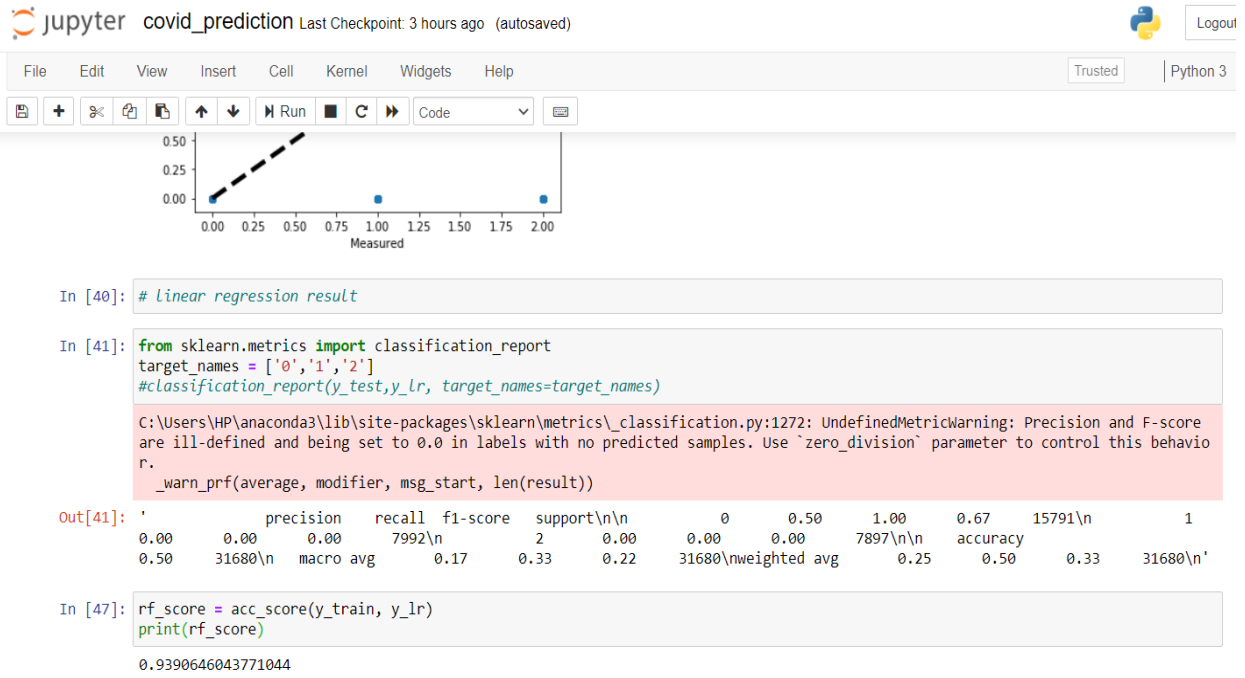 jupyter covid_prediction Last Checkpoint: 3 hours ago (autosaved) Logout
File Edit View Insert Cell Kernel Widgets Help Trusted Python 3
Run Code
0.50
0.25
0.00
0.00 0.25 0.50 0.75 1.00 1.25 1.50 1.75 2.00
Measured
In [40]: # linear regression result
In [41]: from sklearn.metrics import classification_report
target_names = ['0','1','2']
#classification_report(y_test,y_lr, target_names=target_names)
C:\Users\HP\anaconda3\lib\site-packages\sklearn\metrics\_classification.py:1272: UndefinedMetricWarning: Precision and F-score
are ill-defined and being set to 0.0 in labels with no predicted samples. Use `zero_division` parameter to control this behavio
r.
_warn_prf(average, modifier, msg_start, len(result))
Out[41]: ' precision recall f1-score support\n\n 0 0.50 1.00 0.67 15791\n 1
0.00 0.00 0.00 7992\n 2 0.00 0.00 0.00 7897\n\n accuracy
0.50 31680\n macro avg 0.17 0.33 0.22 31680\nweighted avg 0.25 0.50 0.33 31680\n'
In [47]: rf_score = acc_score(y_train, y_lr)
print(rf_score)
0.9390646043771044